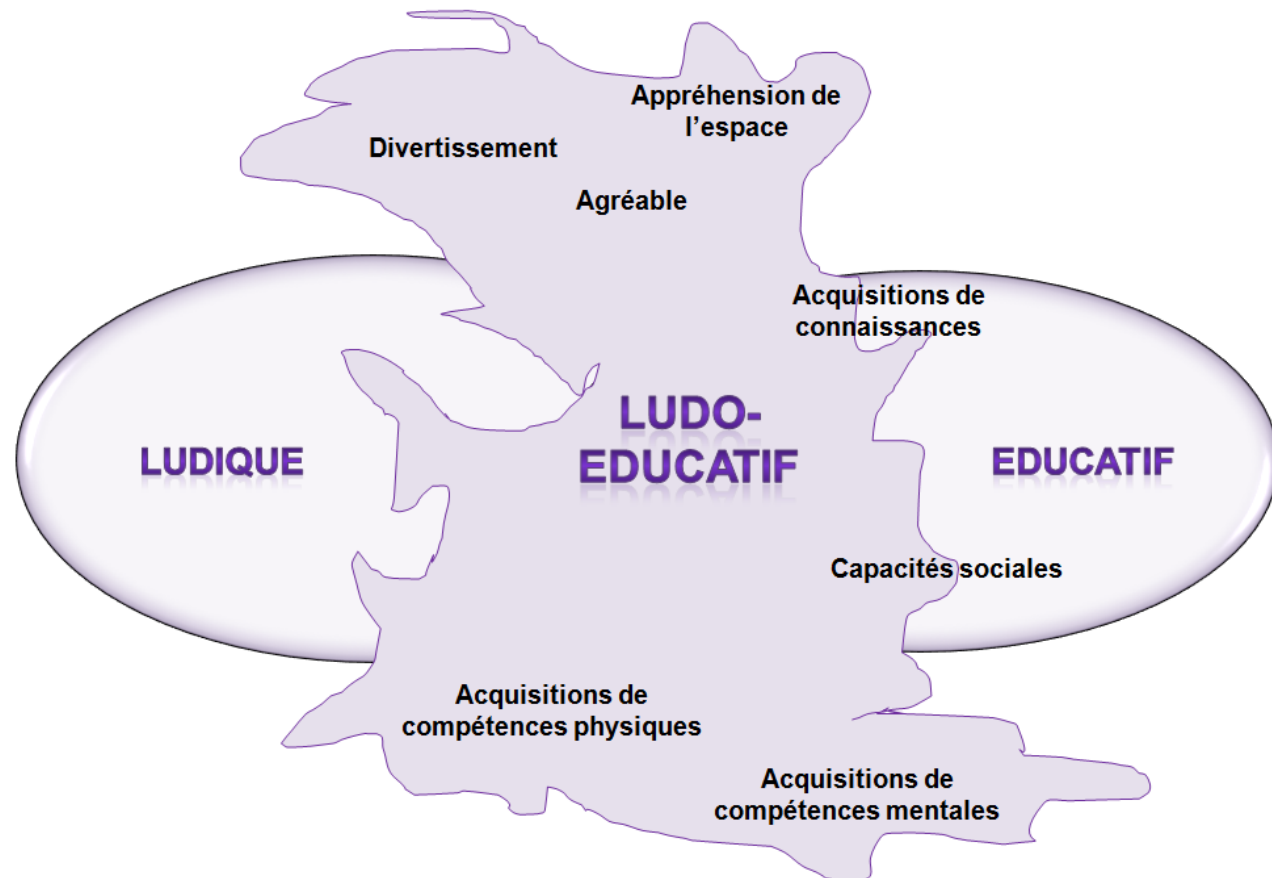 Appréhension de
l’espace
Divertissement
Agréable
Acquisitions de
connaissances
LUDO-
EDUCATIF
LUDIQUE
EDUCATIF
Capacités sociales
Acquisitions de
compétences physiques
Acquisitions de
compétences mentales